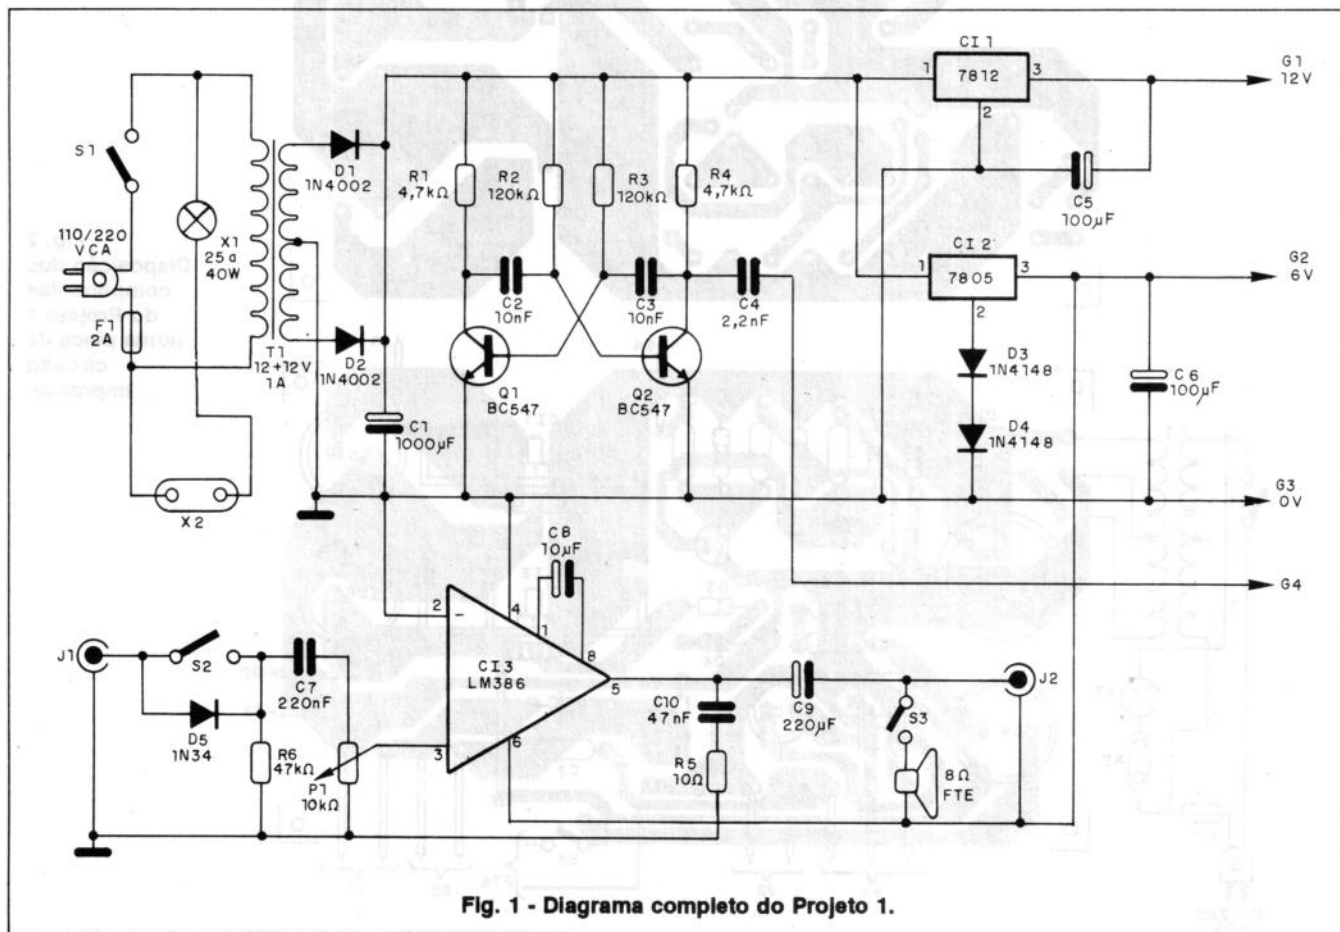 CI 1
7812
1
3
2
G1
12V
S1
D1
1N4002
R1
4,7kΩ
R2
120kΩ
R3
120kΩ
R4
4,7kΩ
C5
100µF
110/220
VCA
X1
25a
40W
CI 2
7805
1
3
2
G2
6V
C2
10nF
C3
10nF
C4
2,2nF
F1
2A
T1
12+12V
1A
D2
1N4002
Q1
BC547
Q2
BC547
D3
1N4148
C6
100µF
C1
1000µF
D4
1N4148
X2
G3
0V
C8
10µF
G4
2
4
1
8
J1
S2
C7
220nF
CI3
LM386
5
C10
47nF
C9
220µF
S3
J2
D5
1N34
R6
47kΩ
P1
10kΩ
3
6
R5
10Ω
8Ω
FTE
Fig. 1 - Diagrama completo do Projeto 1.